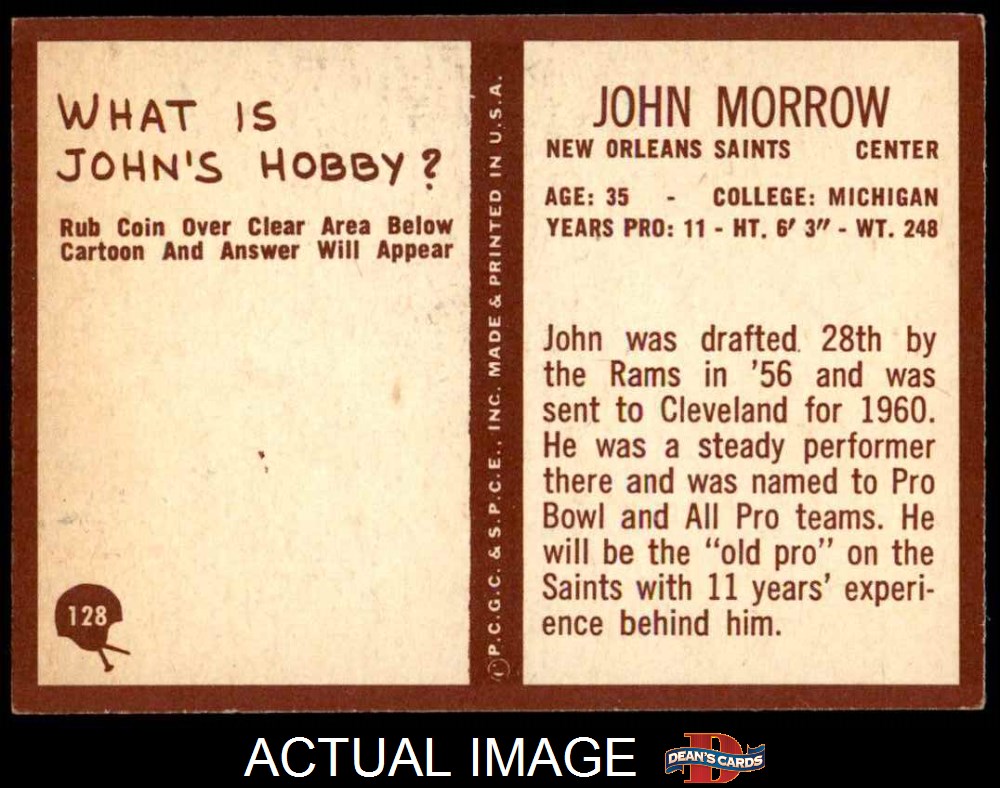 WHAT IS
JOHN'S HOBBY?
Rub Coin Over Clear Area Below
Cartoon And Answer Will Appear
128
©P.C.G.C. & S.P.C.E., INC. MADE & PRINTED IN U.S.A.
JOHN MORROW
NEW ORLEANS SAINTS CENTER
AGE: 35 - COLLEGE: MICHIGAN
YEARS PRO: 11 - HT. 6' 3" - WT. 248
John was drafted 28th by
the Rams in '56 and was
sent to Cleveland for 1960.
He was a steady performer
there and was named to Pro
Bowl and All Pro teams. He
will be the "old pro" on the
Saints with 11 years' experi-
ence behind him.
ACTUAL IMAGE
D
DEAN'S CARDS